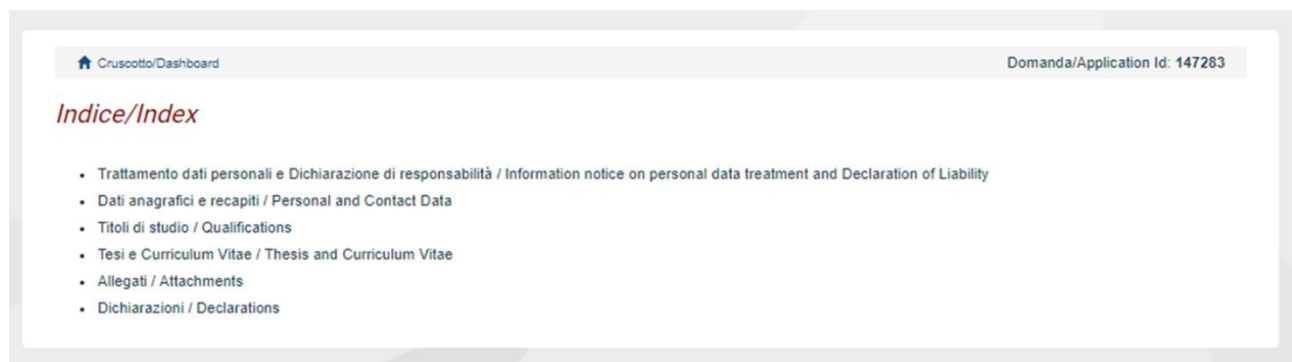 Cruscotto/Dashboard
Domanda/Application Id: 147283
Indice/Index
Trattamento dati personali e Dichiarazione di responsabilità / Information notice on personal data treatment and Declaration of Liability
Dati anagrafici e recapiti / Personal and Contact Data
Titoli di studio / Qualifications
Tesi e Curriculum Vitae / Thesis and Curriculum Vitae
Allegati / Attachments
Dichiarazioni / Declarations